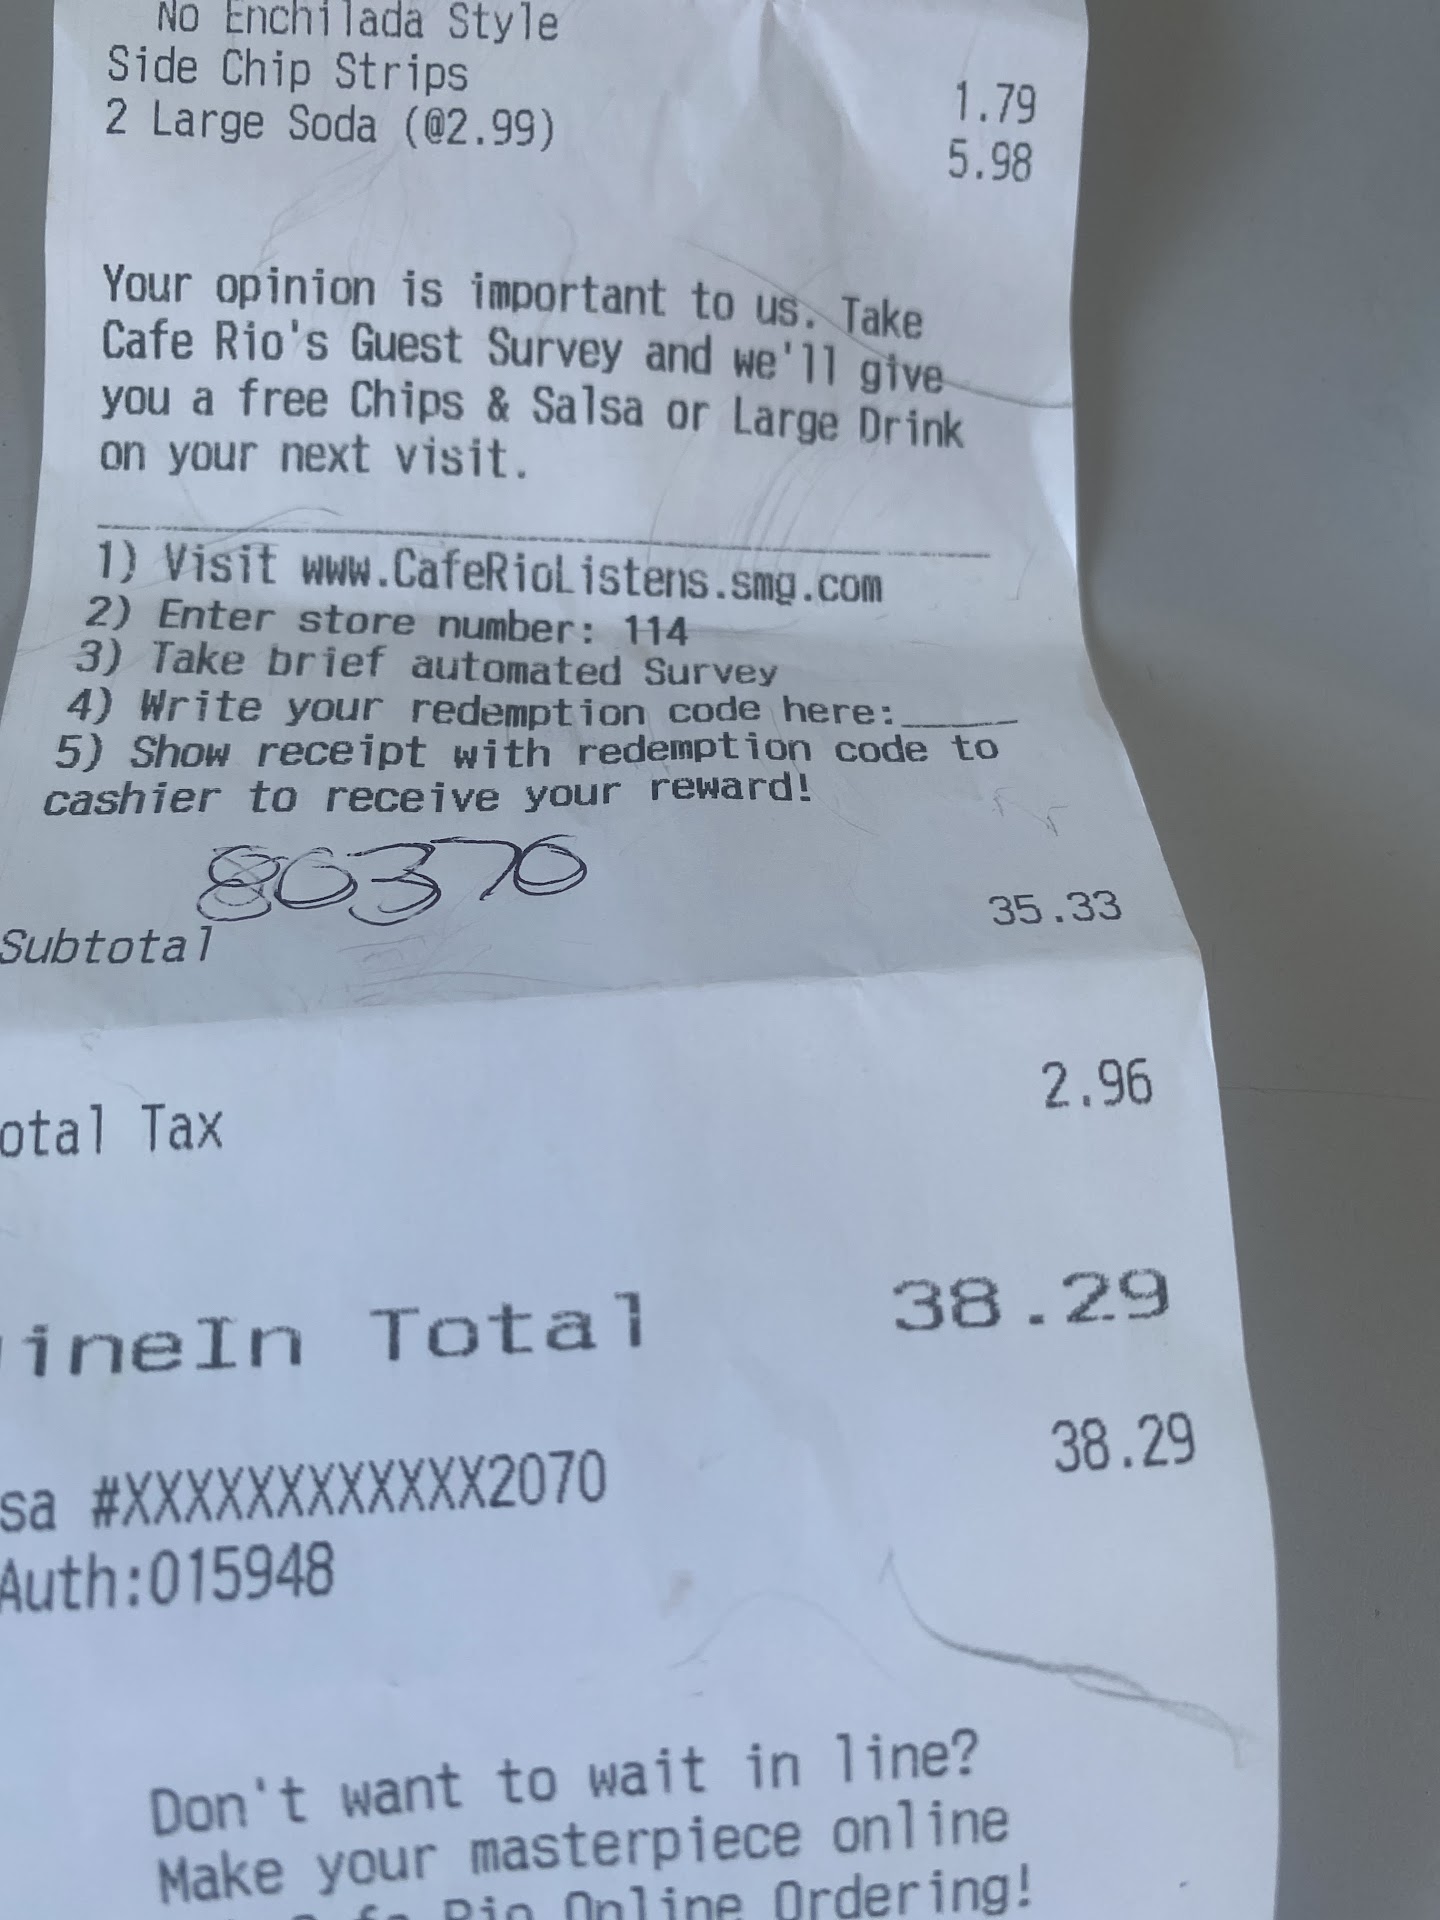 No Enchilada Style
Side Chip Strips 1.79
2 Large Soda (@2.99) 5.98
Your opinion is important to us. Take
Cafe Rio's Guest Survey and we'll give
you a free Chips & Salsa or Large Drink
on your next visit.
1) Visit www.CafeRioListens.smg.com
2) Enter store number: 114
3) Take brief automated Survey
4) Write your redemption code here:_____
5) Show receipt with redemption code to
cashier to receive your reward!
80370
Subtotal 35.33
otal Tax 2.96
ineIn Total 38.29
sa #XXXXXXXXXXXX2070 38.29
Auth:015948
Don't want to wait in line?
Make your masterpiece online
Rio Online Ordering!